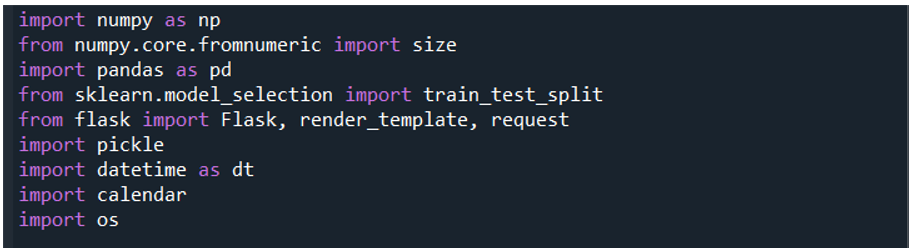 import numpy as np
from numpy.core.fromnumeric import size
import pandas as pd
from sklearn.model_selection import train_test_split
from flask import Flask, render_template, request
import pickle
import datetime as dt
import calendar
import os